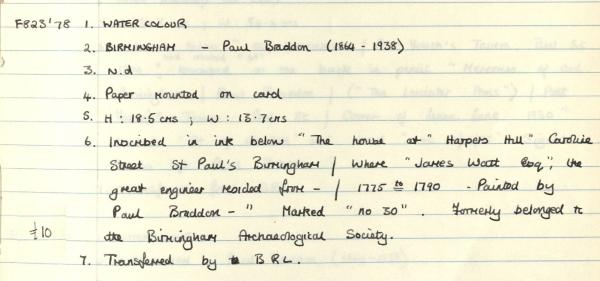 F823'78 1. WATER COLOUR
2. BIRMINGHAM - Paul Braddon (1864 - 1938)
3. N.d
4. Paper mounted on card
5. H : 18.5 cms ; W : 13.7 cms
6. Inscribed in ink below "The house at "Harpers Hill" Caroline
Street St Paul's Birmingham / Where "James Watt Esq", the
great engineer resided from - / 1775 to 1790 - Painted by
Paul Braddon - " Marked "no 30". Formerly belonged to
£10 the Birmingham Archaeological Society.
7. Transferred by B.R.L.